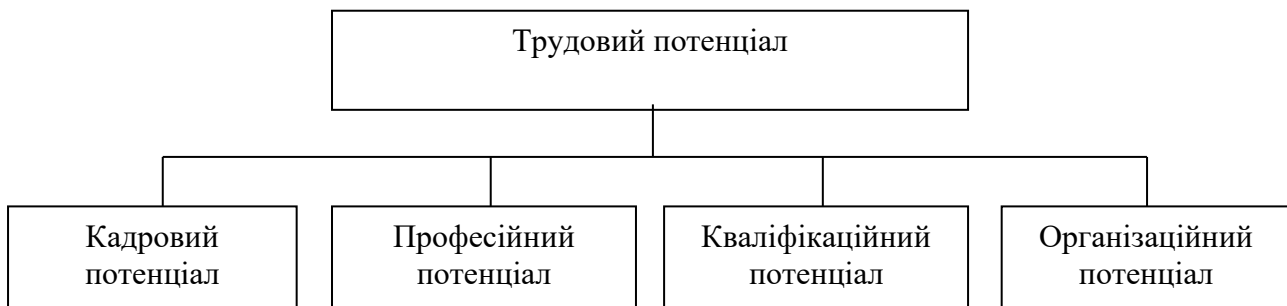 Трудовий потенціал
Кадровий
потенціал
Професійний
потенціал
Кваліфікаційний
потенціал
Організаційний
потенціал